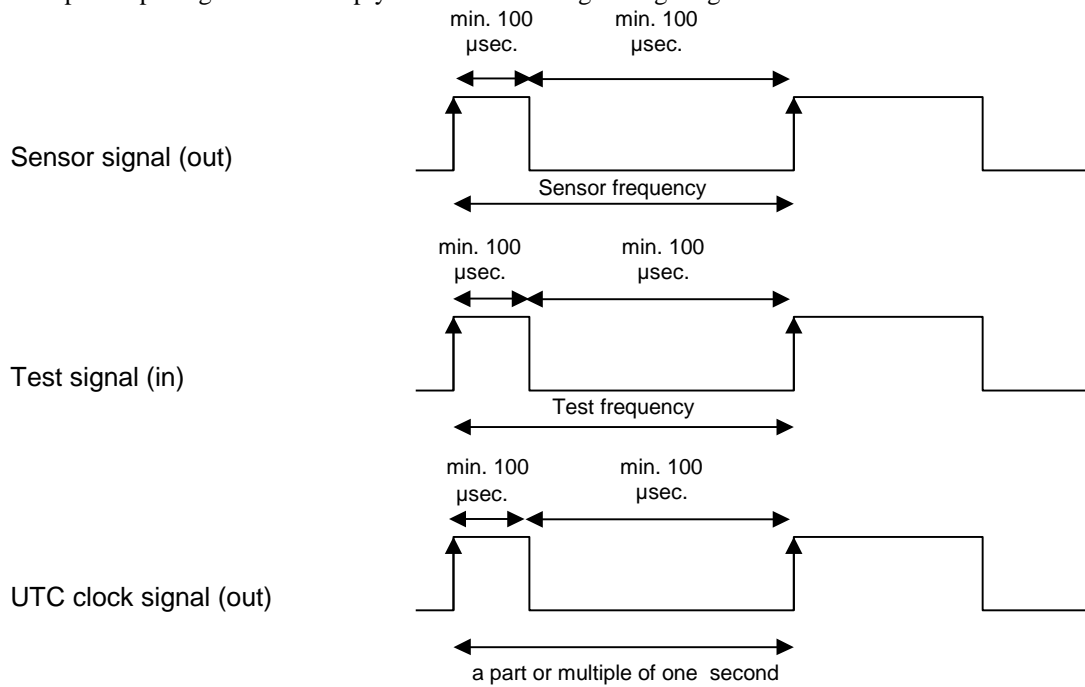 min. 100 min. 100
µsec. µsec.
Sensor signal (out)
Sensor frequency
min. 100 min. 100
µsec. µsec.
Test signal (in)
Test frequency
min. 100 min. 100
µsec. µsec.
UTC clock signal (out)
a part or multiple of one second